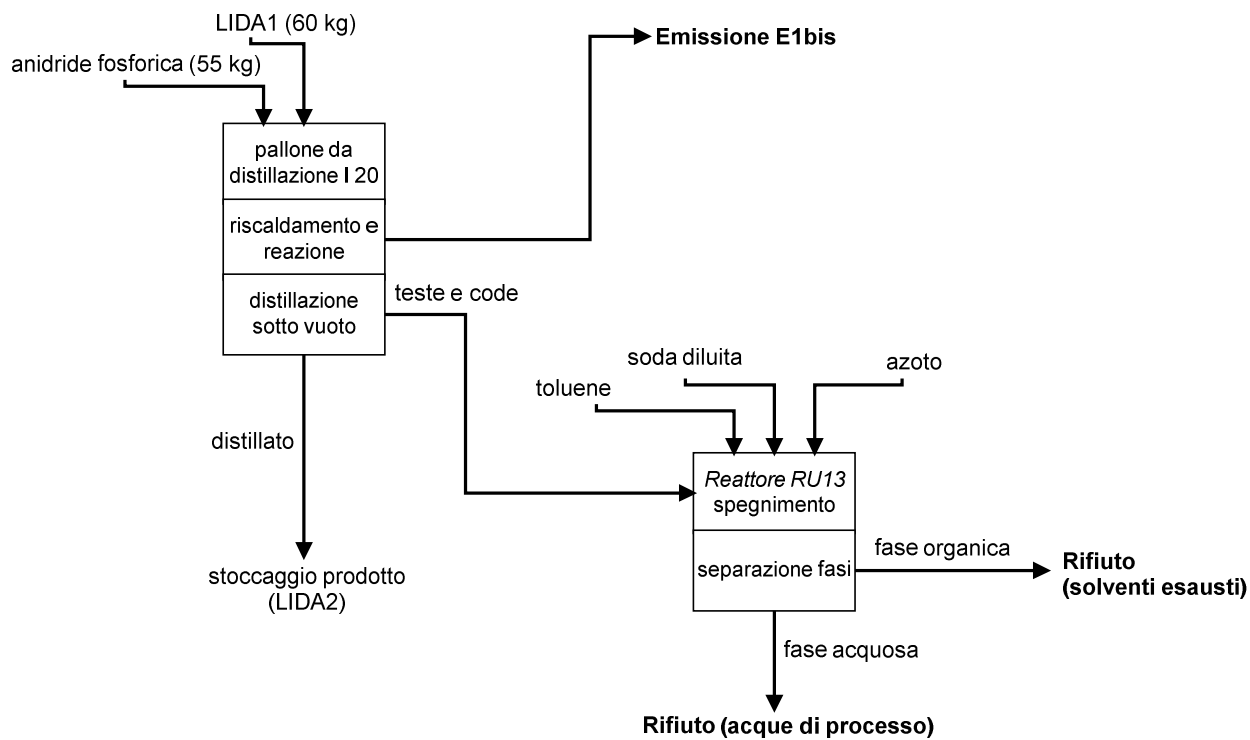 LIDA1 (60 kg)
anidride fosforica (55 kg)
Emissione E1bis
pallone da
distillazione I 20
riscaldamento e
reazione
distillazione
sotto vuoto
teste e code
distillato
stoccaggio prodotto
(LIDA2)
soda diluita
azoto
toluene
Reattore RU13
spegnimento
separazione fasi
fase organica
Rifiuto
(solventi esausti)
fase acquosa
Rifiuto (acque di processo)